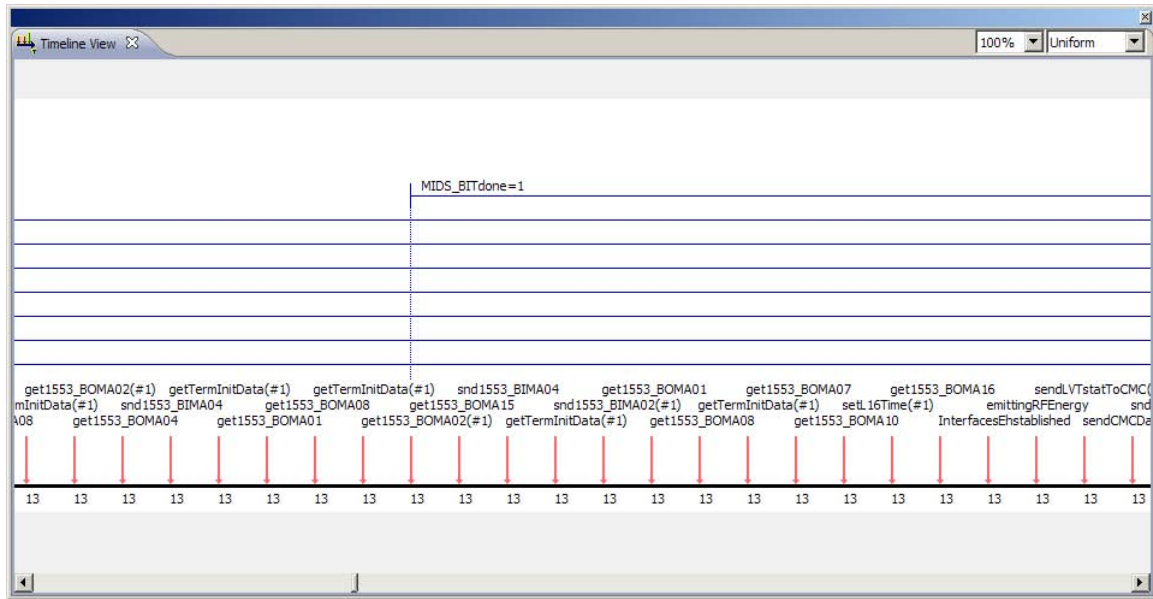 Timeline View
100% Uniform
MIDS_BITdone=1
get1553_BOMA02(#1) getTermInitData(#1) getTermInitData(#1) snd1553_BIMA04 get1553_BOMA01 get1553_BOMA07 get1553_BOMA16 sendLVTstatToCMC(
mInitData(#1) snd1553_BIMA04 get1553_BOMA08 get1553_BOMA15 snd1553_BIMA02(#1) getTermInitData(#1) setL16Time(#1) emittingRFEnergy snd
A08 get1553_BOMA04 get1553_BOMA01 get1553_BOMA02(#1) getTermInitData(#1) get1553_BOMA08 get1553_BOMA10 InterfacesEhstablished sendCMCDa
13 13 13 13 13 13 13 13 13 13 13 13 13 13 13 13 13 13 13 13 13 13 13 13